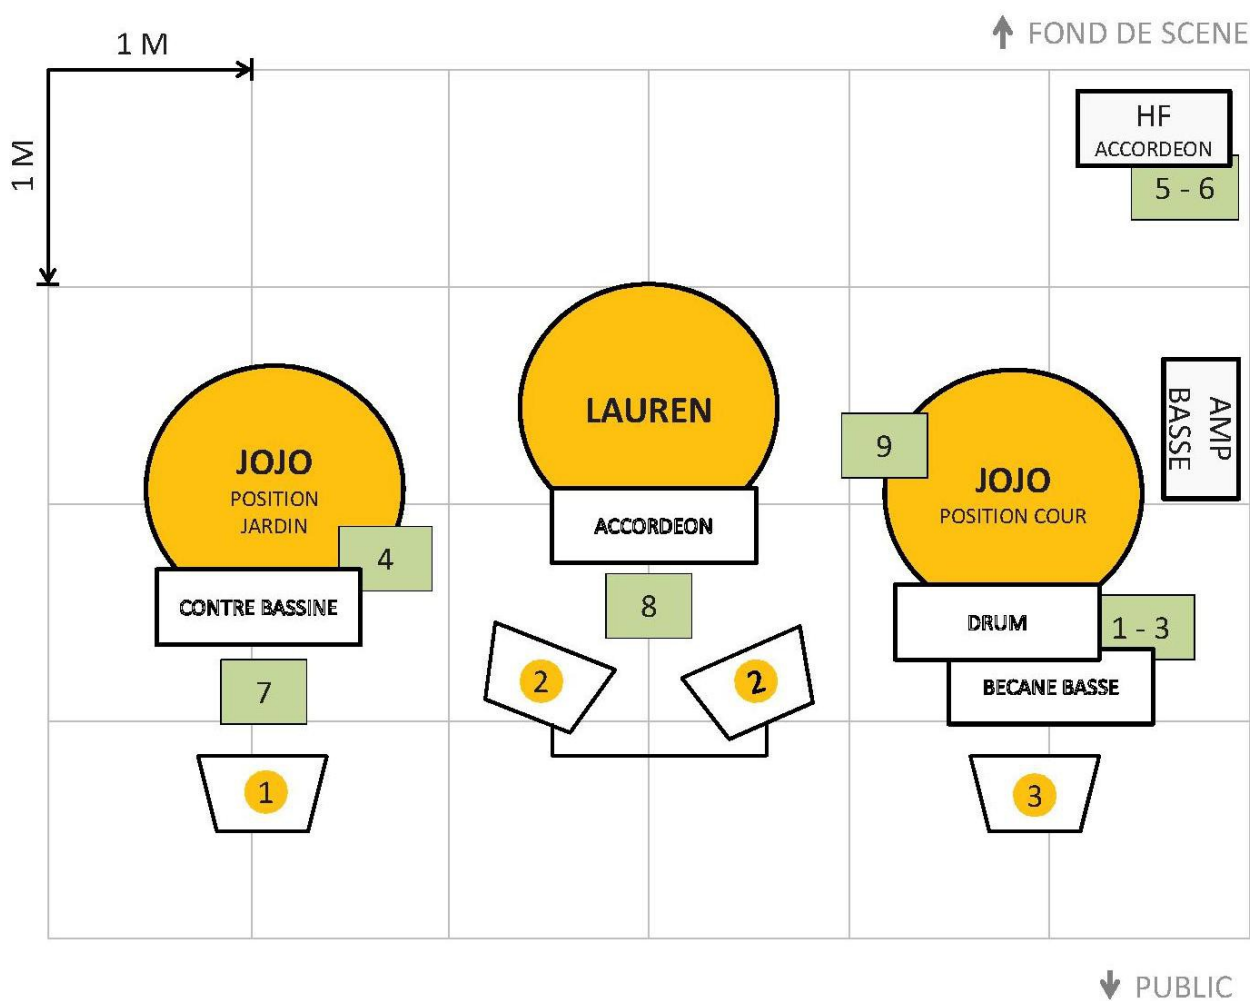 FOND DE SCENE
1 M
1 M
HF
ACCORDEON
5 - 6
LAUREN
ACCORDEON
8
JOJO
POSITION
JARDIN
4
CONTRE BASSINE
7
9
JOJO
POSITION COUR
AMP
BASSE
DRUM
1 - 3
BECANE BASSE
2
2
1
3
PUBLIC